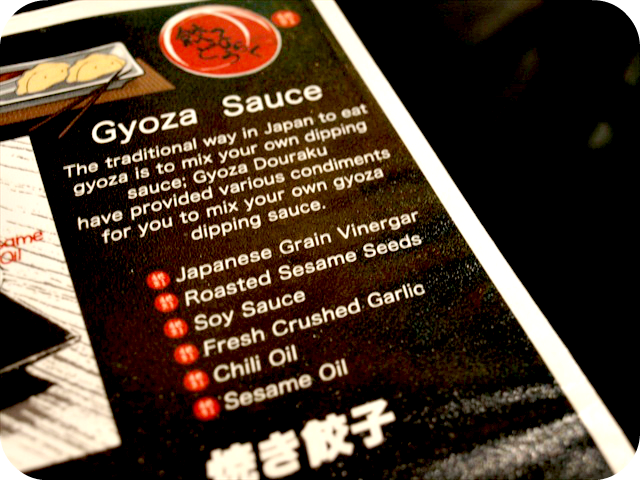 Gyoza Sauce
The traditional way in Japan to eat
gyoza is to mix your own dipping
sauce; Gyoza Douraku
have provided various condiments
for you to mix your own gyoza
dipping sauce.
Japanese Grain Vinergar
Roasted Sesame Seeds
Soy Sauce
Fresh Crushed Garlic
Chili Oil
Sesame Oil
焼き餃子
Oil